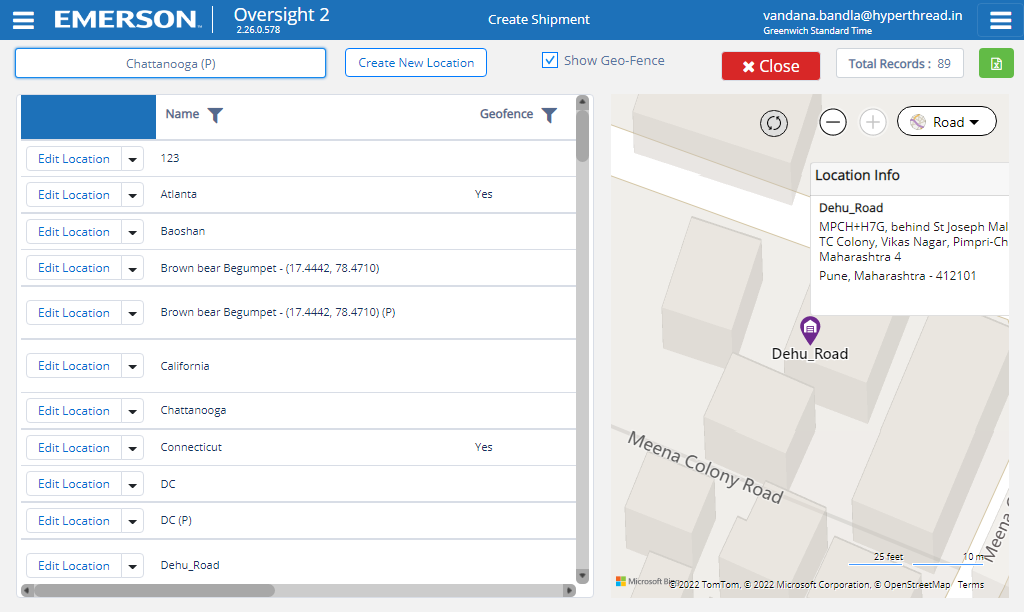 EMERSON
Oversight 2
2.26.0.578
Create Shipment
vandana.bandla@hyperthread.in
Greenwich Standard Time
Chattanooga (P)
Create New Location
Show Geo-Fence
Close
Total Records : 89
Name
Geofence
Edit Location 123
Edit Location Atlanta Yes
Edit Location Baoshan
Edit Location Brown bear Begumpet - (17.4442, 78.4710)
Edit Location Brown bear Begumpet - (17.4442, 78.4710) (P)
Edit Location California
Edit Location Chattanooga
Edit Location Connecticut Yes
Edit Location DC
Edit Location DC (P)
Edit Location Dehu_Road
Road
Location Info
Dehu_Road
MPCH+H7G, behind St Joseph Mal
TC Colony, Vikas Nagar, Pimpri-Ch
Maharashtra 4
Pune, Maharashtra - 412101
Dehu_Road
Meena Colony Road
Meena
25 feet
10 m
Microsoft
© 2022 TomTom, © 2022 Microsoft Corporation, © OpenStreetMap Terms